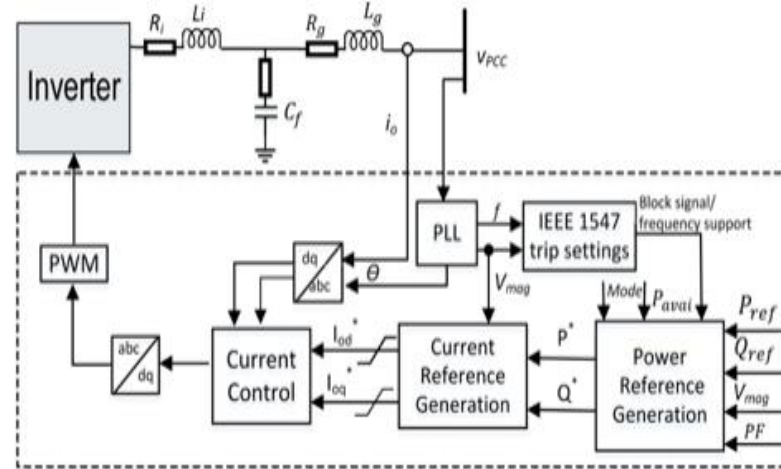 R_i
L_i
R_g
L_g
v_PCC
Inverter
C_f
i_o
Block signal/
frequency support
PLL
f
IEEE 1547
trip settings
PWM
dq
abc
θ
V_mag
Mode
P_avai
P_ref
Q_ref
V_mag
PF
abc
dq
Current
Control
I_od*
I_oq*
Current
Reference
Generation
P*
Q*
Power
Reference
Generation